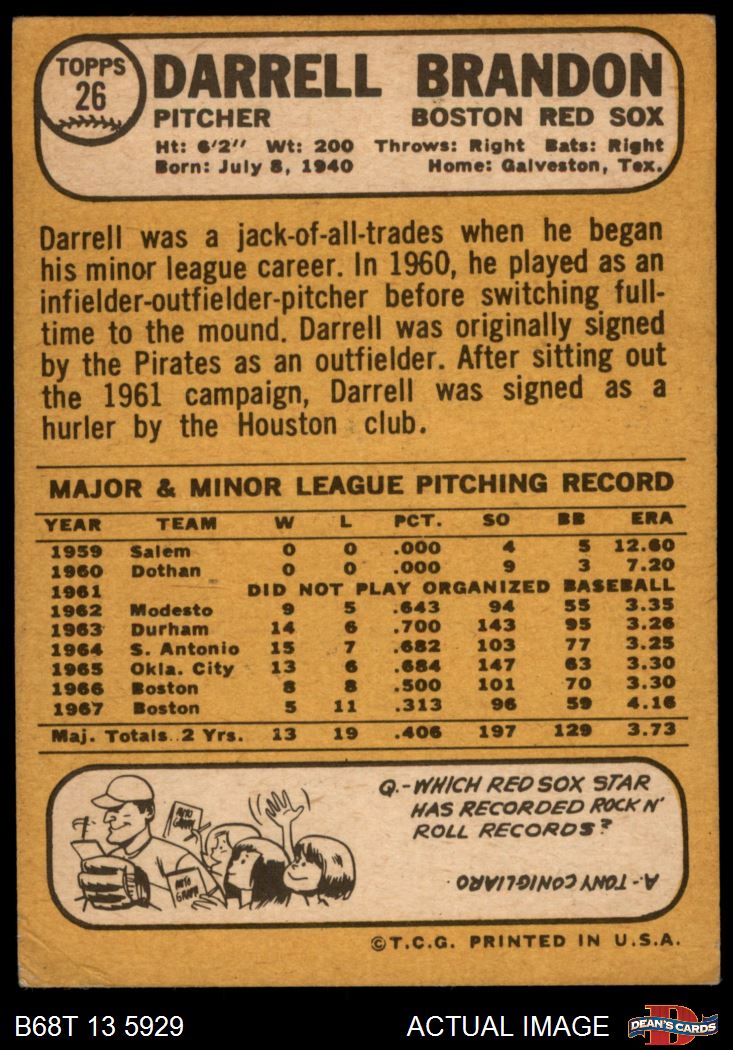 TOPPS
26
DARRELL BRANDON
PITCHER BOSTON RED SOX
Ht: 6'2" Wt: 200 Throws: Right Bats: Right
Born: July 8, 1940 Home: Galveston, Tex.
Darrell was a jack-of-all-trades when he began
his minor league career. In 1960, he played as an
infielder-outfielder-pitcher before switching full-
time to the mound. Darrell was originally signed
by the Pirates as an outfielder. After sitting out
the 1961 campaign, Darrell was signed as a
hurler by the Houston club.
MAJOR & MINOR LEAGUE PITCHING RECORD
YEAR TEAM W L PCT. SO BB ERA
1959 Salem 0 0 .000 4 5 12.60
1960 Dothan 0 0 .000 9 3 7.20
1961 DID NOT PLAY ORGANIZED BASEBALL
1962 Modesto 9 5 .643 94 55 3.35
1963 Durham 14 6 .700 143 95 3.26
1964 S. Antonio 15 7 .682 103 77 3.25
1965 Okla. City 13 6 .684 147 63 3.30
1966 Boston 8 8 .500 101 70 3.30
1967 Boston 5 11 .313 96 59 4.16
Maj. Totals 2 Yrs. 13 19 .406 197 129 3.73
Q.-WHICH RED SOX STAR
HAS RECORDED ROCK N'
ROLL RECORDS?
A.-TONY CONIGLIARO
AUTO
GRAPH
AUTO
GRAPH
©T.C.G. PRINTED IN U.S.A.
B68T 13 5929 ACTUAL IMAGE
D
DEAN'S CARDS